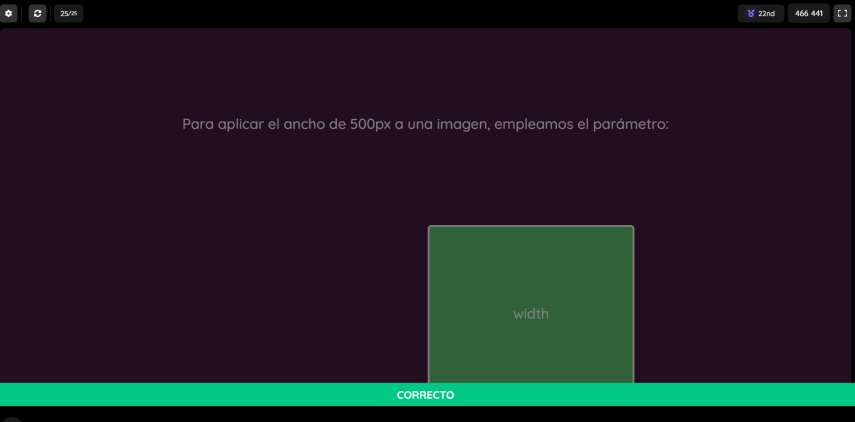 25/25
22nd
466 441
Para aplicar el ancho de 500px a una imagen, empleamos el parámetro:
width
CORRECTO